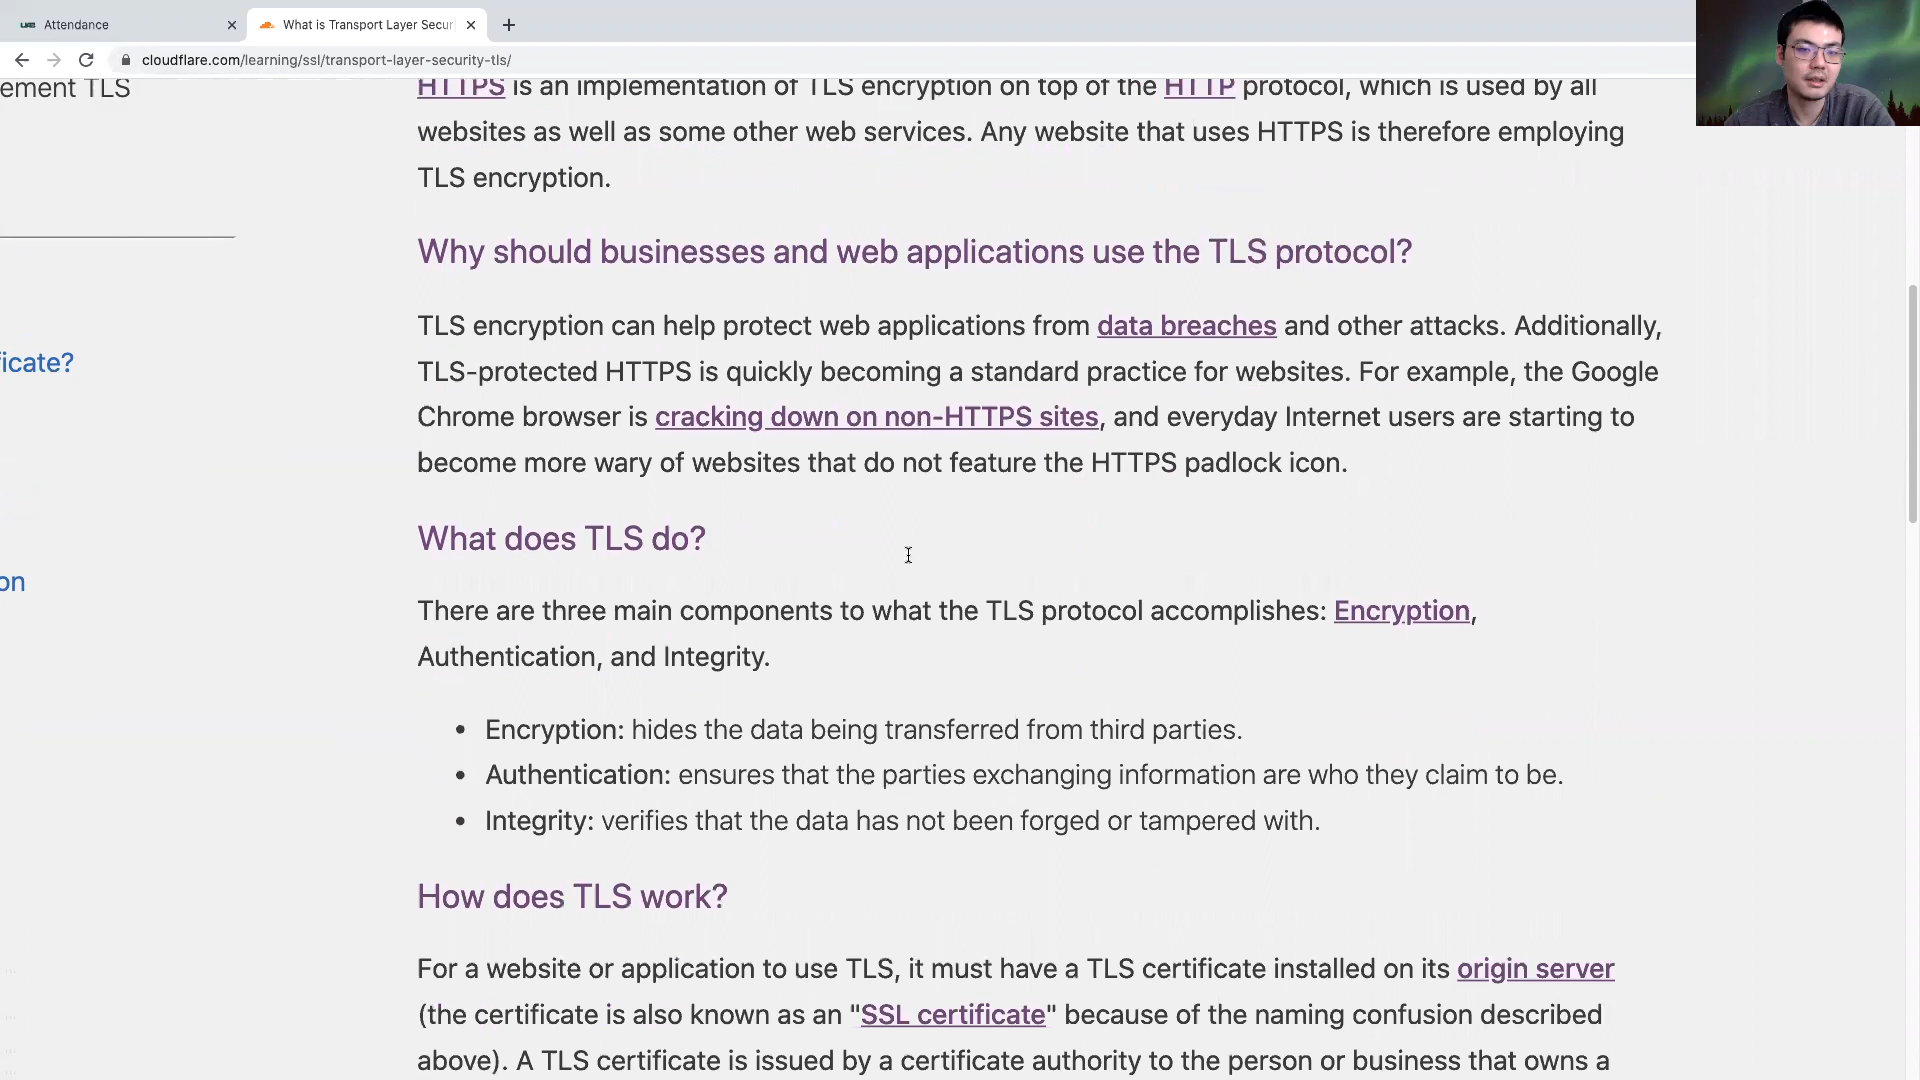 Attendance
What is Transport Layer Secur
cloudflare.com/learning/ssl/transport-layer-security-tls/
ement TLS
HTTPS is an implementation of TLS encryption on top of the HTTP protocol, which is used by all
websites as well as some other web services. Any website that uses HTTPS is therefore employing
TLS encryption.
Why should businesses and web applications use the TLS protocol?
TLS encryption can help protect web applications from data breaches and other attacks. Additionally,
ficate?
TLS-protected HTTPS is quickly becoming a standard practice for websites. For example, the Google
Chrome browser is cracking down on non-HTTPS sites, and everyday Internet users are starting to
become more wary of websites that do not feature the HTTPS padlock icon.
What does TLS do?
on
There are three main components to what the TLS protocol accomplishes: Encryption,
Authentication, and Integrity.
• Encryption: hides the data being transferred from third parties.
• Authentication: ensures that the parties exchanging information are who they claim to be.
• Integrity: verifies that the data has not been forged or tampered with.
How does TLS work?
For a website or application to use TLS, it must have a TLS certificate installed on its origin server
(the certificate is also known as an "SSL certificate" because of the naming confusion described
above). A TLS certificate is issued by a certificate authority to the person or business that owns a